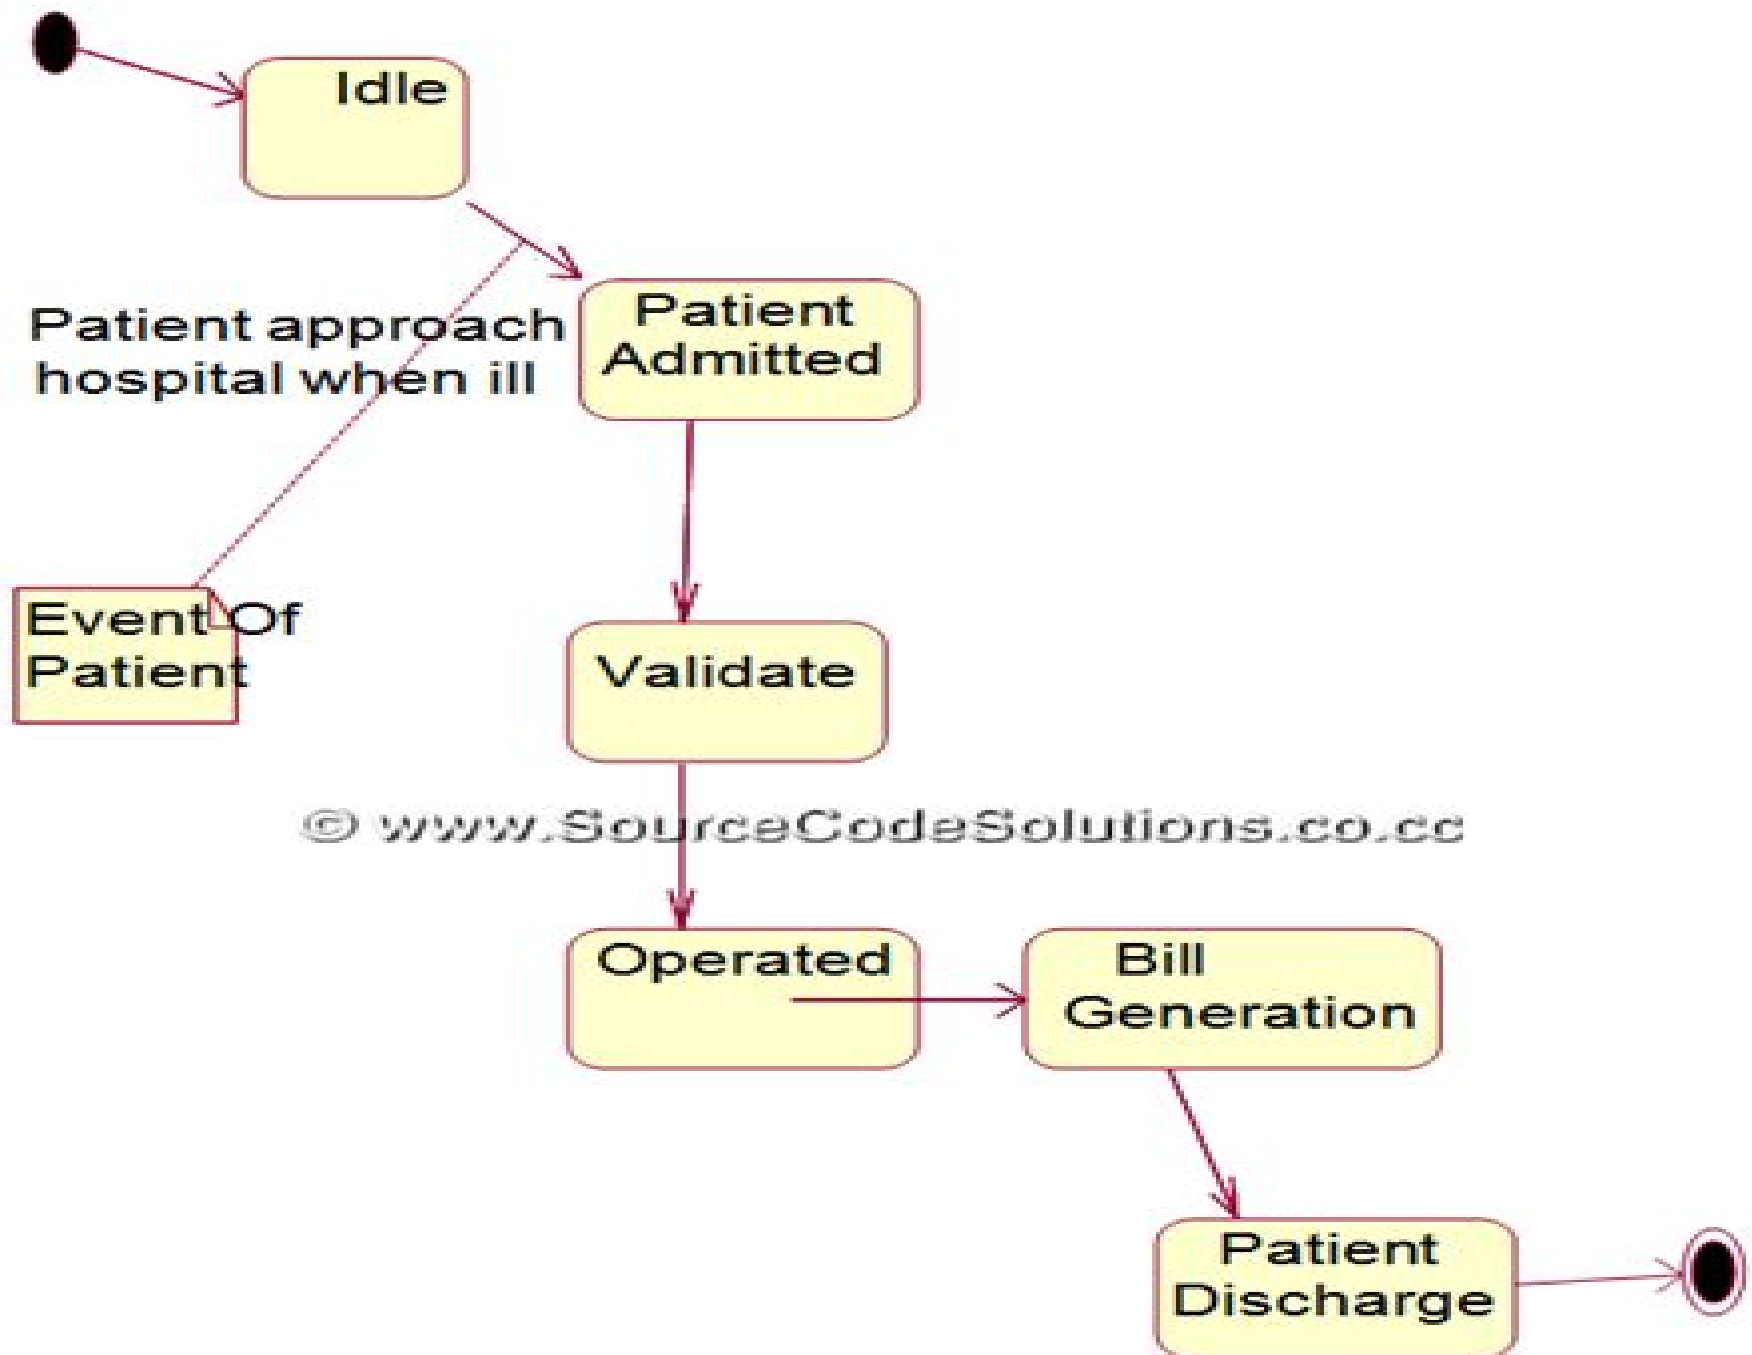 Idle
Patient approach
hospital when ill
Patient
Admitted
Event Of
Patient
Validate
© www.SourceCodeSolutions.co.cc
Operated
Bill
Generation
Patient
Discharge